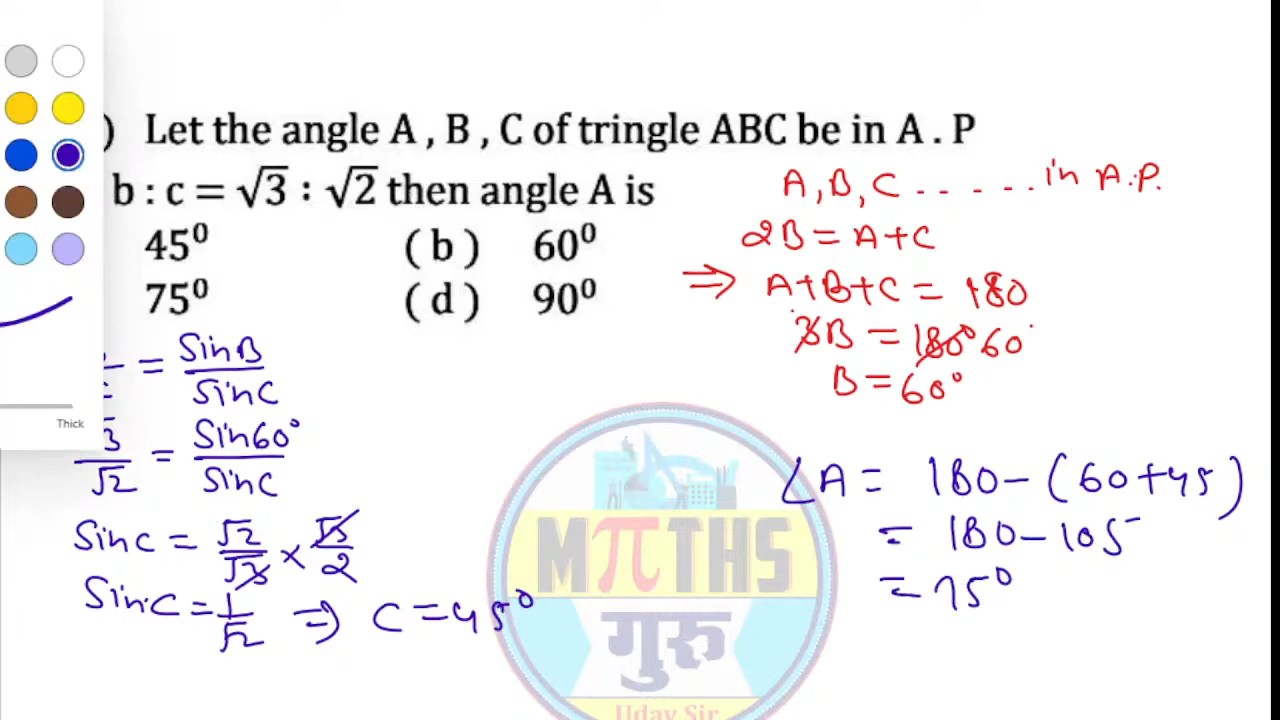 ) Let the angle A , B , C of tringle ABC be in A . P
b : c = √3 : √2 then angle A is
45⁰ ( b ) 60⁰
75⁰ ( d ) 90⁰
A, B, C ..... in A.P.
2B = A+C
⇒ A+B+C = 180
3B = 180° 60
B = 60°
= SinB / SinC
√3 / √2 = Sin60° / SinC
SinC = √2/√3 × √3/2
SinC = 1/√2 ⇒ C = 45°
∠A = 180 - (60+45)
= 180 - 105
= 75°
Thick
MπTHS
गुरु
Uday Sir